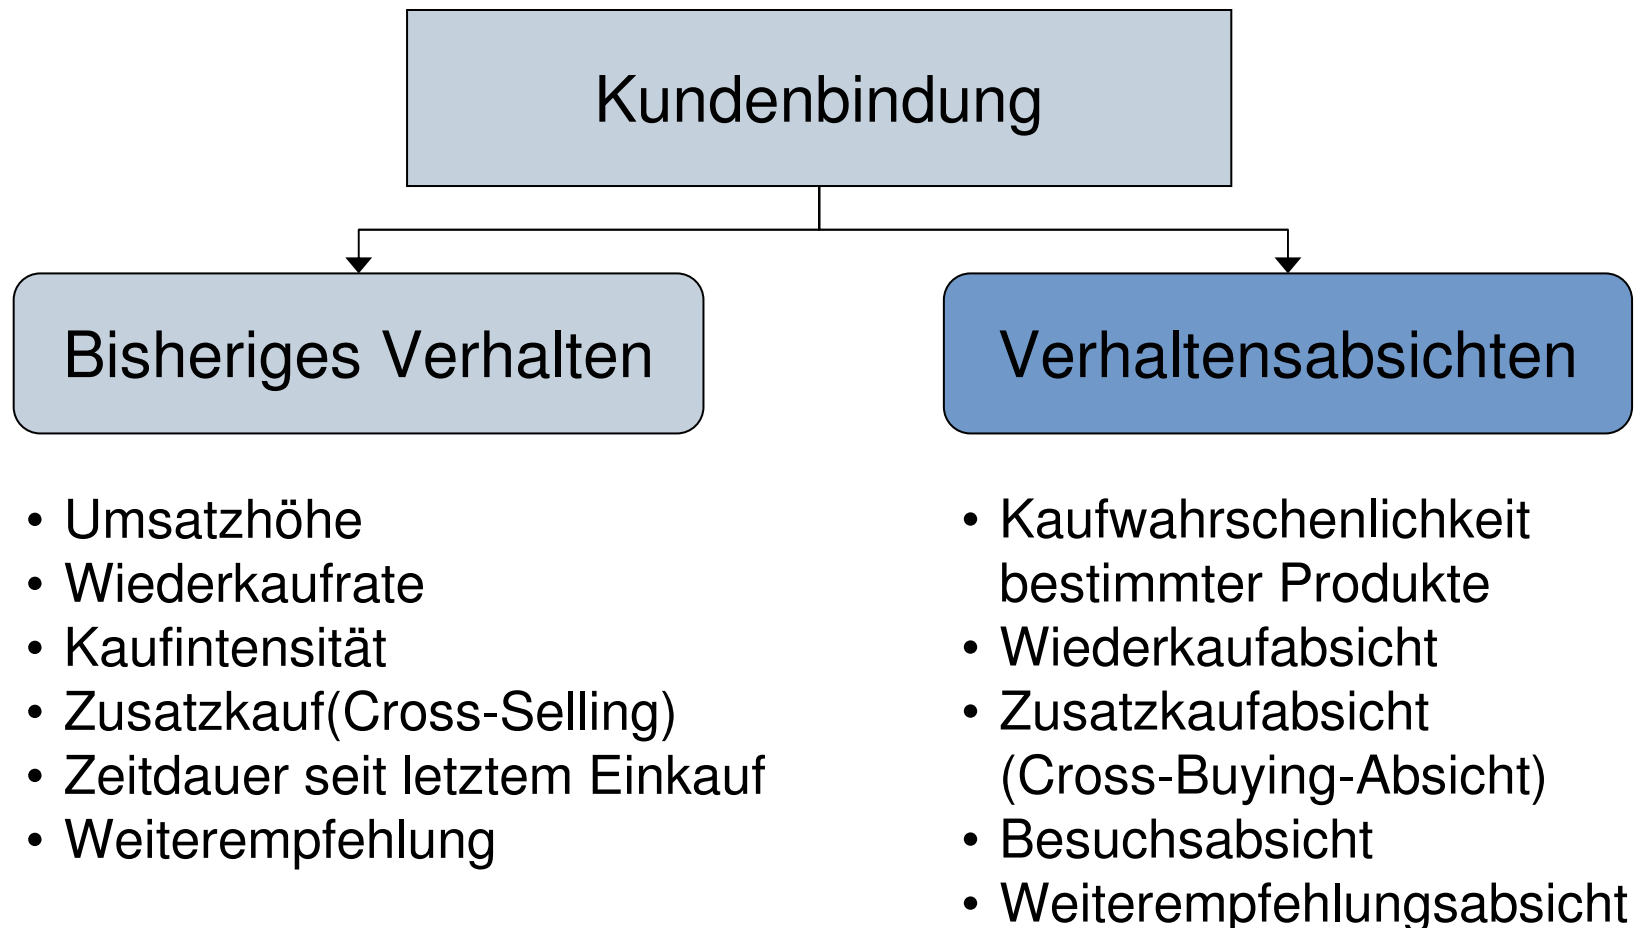 Kundenbindung
Bisheriges Verhalten
• Umsatzhöhe
• Wiederkaufrate
• Kaufintensität
• Zusatzkauf(Cross-Selling)
• Zeitdauer seit letztem Einkauf
• Weiterempfehlung
Verhaltensabsichten
• Kaufwahrschenlichkeit
bestimmter Produkte
• Wiederkaufabsicht
• Zusatzkaufabsicht
(Cross-Buying-Absicht)
• Besuchsabsicht
• Weiterempfehlungsabsicht